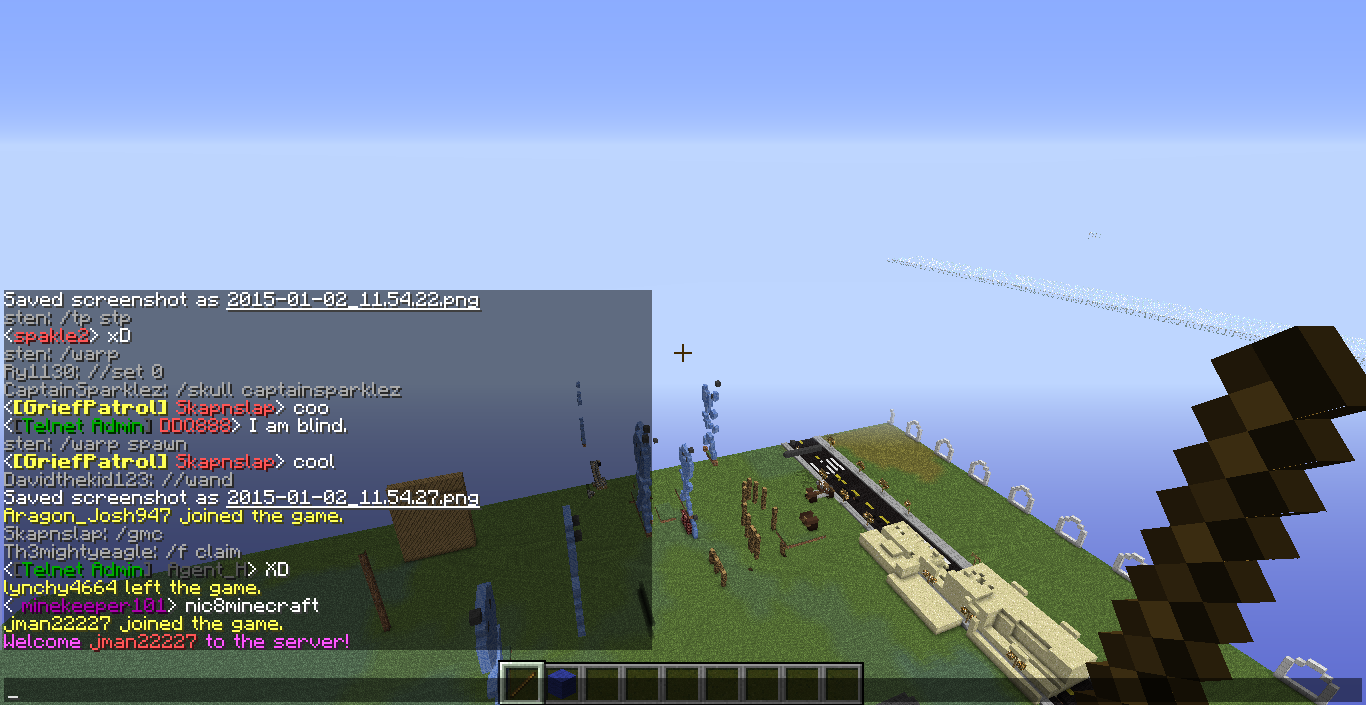 Saved screenshot as 2015-01-02_11.54.22.png
sten: /tp stp
<spakle2> xD
sten: /warp
Ry1130: //set 0
CaptainSparklez: /skull captainsparklez
<[GriefPatrol] Skapnslap> coo
<[Telnet Admin] DDQ888> I am blind.
sten: /warp spawn
<[GriefPatrol] Skapnslap> cool
Davidthekid123: //wand
Saved screenshot as 2015-01-02_11.54.27.png
Aragon_Josh947 joined the game.
Skapnslap: /gmc
Th3mightyeagle: /f claim
<[Telnet Admin] Agent_H> XD
lynchy4664 left the game.
< minekeeper101> nic8minecraft
jman22227 joined the game.
Welcome jman22227 to the server!
_